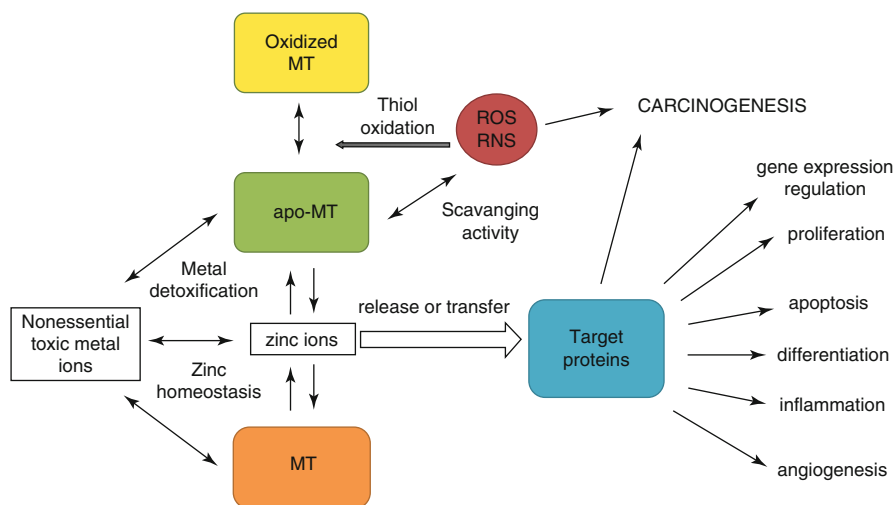 Oxidized
MT
Thiol
oxidation
ROS
RNS
CARCINOGENESIS
gene expression
regulation
apo-MT
Scavanging
activity
proliferation
Metal
detoxification
Nonessential
toxic metal
ions
zinc ions
release or transfer
Target
proteins
apoptosis
differentiation
Zinc
homeostasis
inflammation
MT
angiogenesis